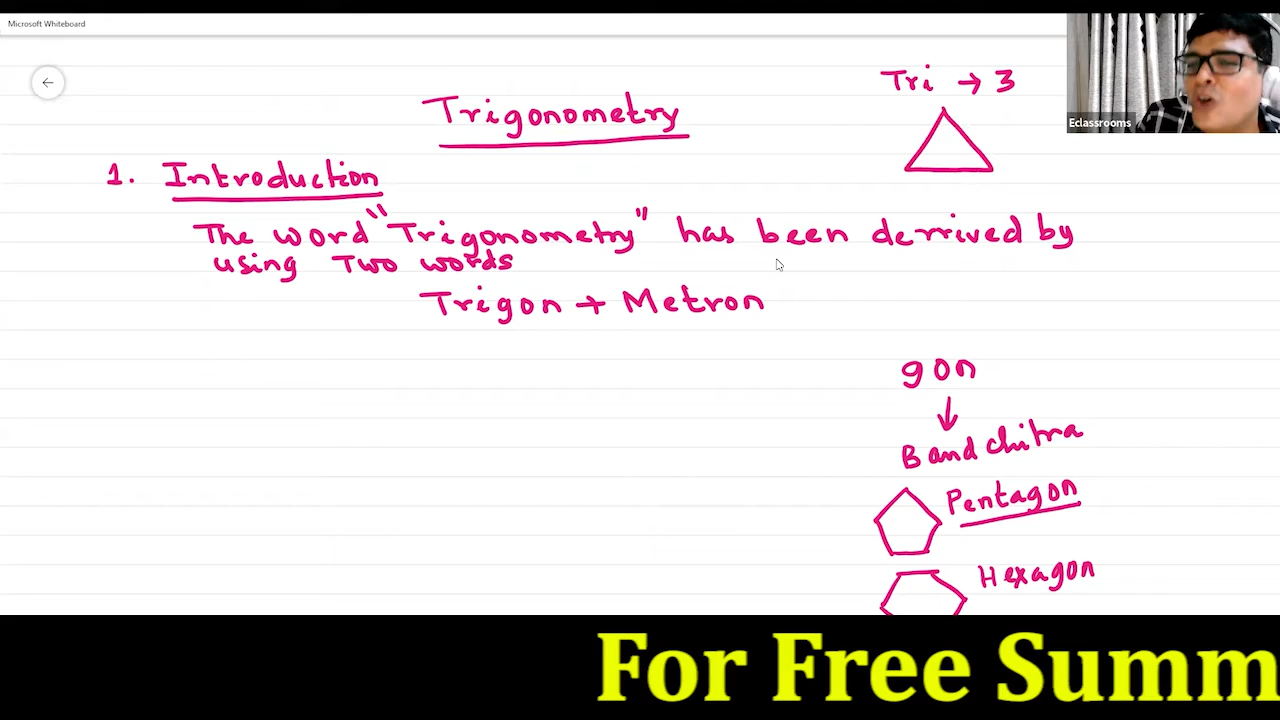 Microsoft Whiteboard
Tri → 3
Eclassrooms
Trigonometry
1. Introduction
The word "Trigonometry" has been derrived by
using Two words
Trigon + Metron
gon
↓
Band chitra
Pentagon
Hexagon
For Free Summ